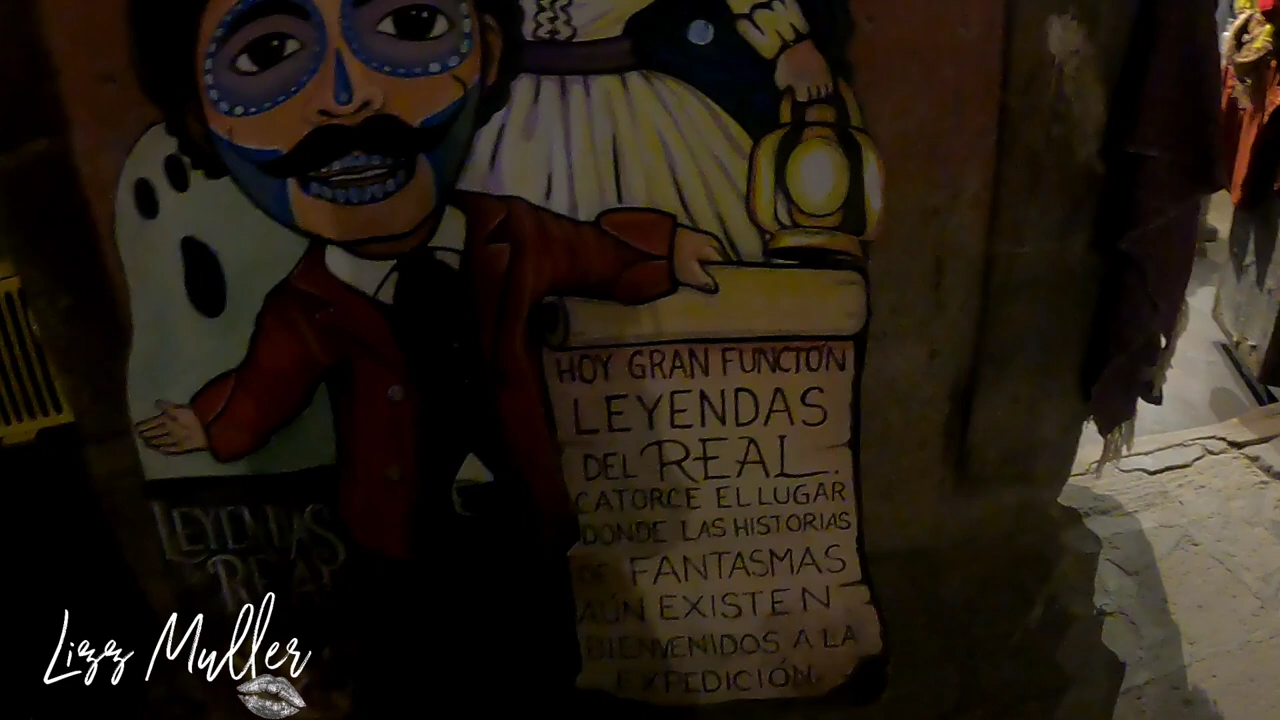 HOY GRAN FUNCTON
LEYENDAS
DEL REAL.
CATORCE EL LUGAR
DONDE LAS HISTORIAS
DE FANTASMAS
AÚN EXISTEN
BIENVENIDOS A LA
EXPEDICIÓN
LEYENDAS
REAL
Lizz Muller